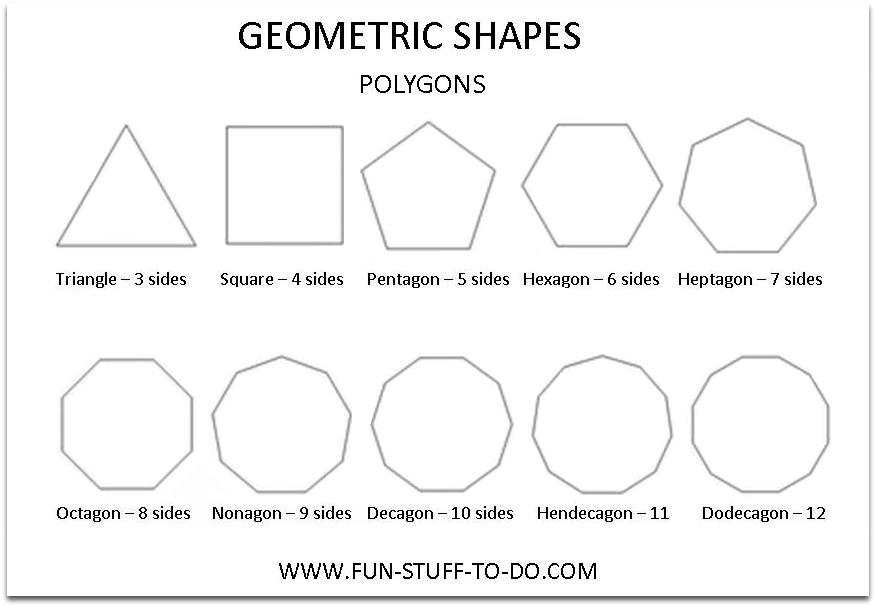 GEOMETRIC SHAPES
POLYGONS
Triangle – 3 sides
Square – 4 sides
Pentagon – 5 sides
Hexagon – 6 sides
Heptagon – 7 sides
Octagon – 8 sides
Nonagon – 9 sides
Decagon – 10 sides
Hendecagon – 11
Dodecagon – 12
WWW.FUN-STUFF-TO-DO.COM